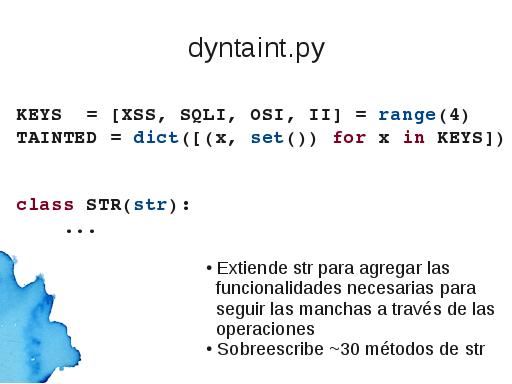 dyntaint.py
KEYS  = [XSS, SQLI, OSI, II] = range(4)
TAINTED = dict([(x, set()) for x in KEYS])
class STR(str):
    ...
• Extiende str para agregar las
funcionalidades necesarias para
seguir las manchas a través de las
operaciones
• Sobreescribe ~30 métodos de str